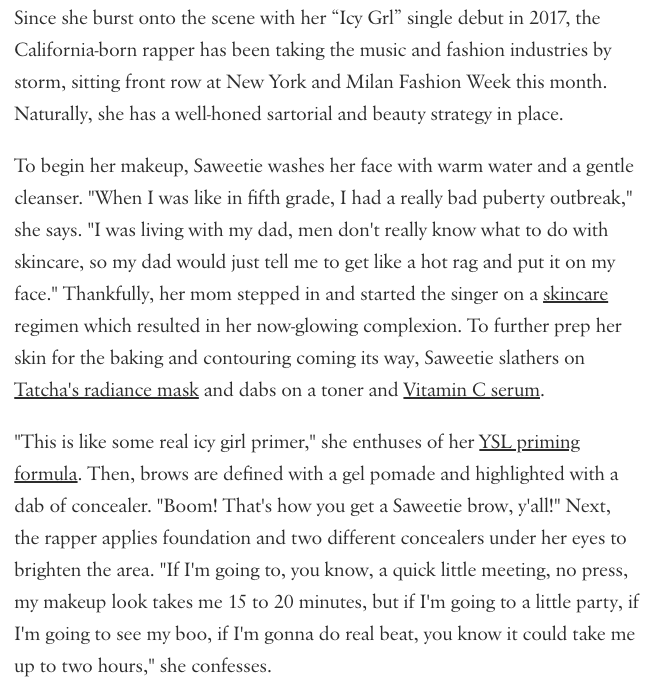 Since she burst onto the scene with her “Icy Grl” single debut in 2017, the
California-born rapper has been taking the music and fashion industries by
storm, sitting front row at New York and Milan Fashion Week this month.
Naturally, she has a well-honed sartorial and beauty strategy in place.
To begin her makeup, Saweetie washes her face with warm water and a gentle
cleanser. "When I was like in fifth grade, I had a really bad puberty outbreak,"
she says. "I was living with my dad, men don't really know what to do with
skincare, so my dad would just tell me to get like a hot rag and put it on my
face." Thankfully, her mom stepped in and started the singer on a skincare
regimen which resulted in her now-glowing complexion. To further prep her
skin for the baking and contouring coming its way, Saweetie slathers on
Tatcha's radiance mask and dabs on a toner and Vitamin C serum.
"This is like some real icy girl primer," she enthuses of her YSL priming
formula. Then, brows are defined with a gel pomade and highlighted with a
dab of concealer. "Boom! That's how you get a Saweetie brow, y'all!" Next,
the rapper applies foundation and two different concealers under her eyes to
brighten the area. "If I'm going to, you know, a quick little meeting, no press,
my makeup look takes me 15 to 20 minutes, but if I'm going to a little party, if
I'm going to see my boo, if I'm gonna do real beat, you know it could take me
up to two hours," she confesses.